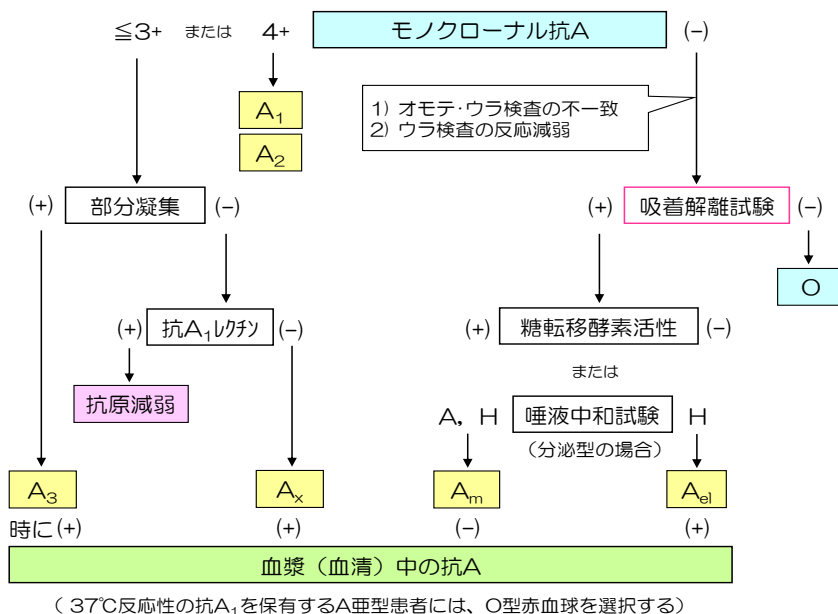 ≦3+ または 4+ モノクローナル抗A (-)
1) オモテ・ウラ検査の不一致
2) ウラ検査の反応減弱
A₁
A₂
(+) 部分凝集 (-)
(+) 吸着解離試験 (-)
O
(+) 抗A₁ﾚｸﾁﾝ (-)
(+) 糖転移酵素活性 (-)
または
抗原減弱
A, H 唾液中和試験 H
（分泌型の場合）
A₃ Aₓ Aₘ Aₑₗ
時に (+) (+) (-) (+)
血漿（血清）中の抗A
（ 37℃反応性の抗A₁を保有するA亜型患者には、O型赤血球を選択する）